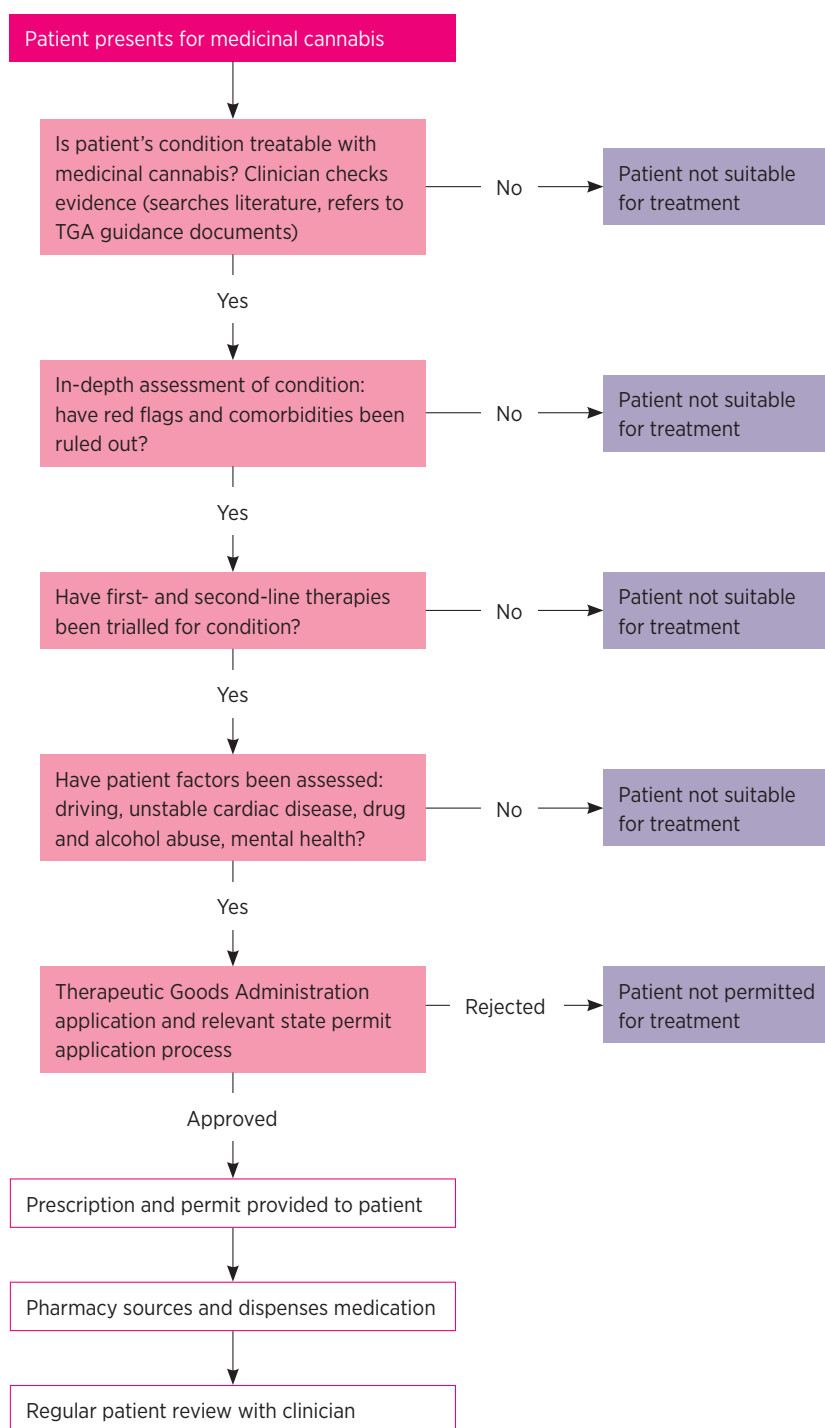 Patient presents for medicinal cannabis
Is patient’s condition treatable with
medicinal cannabis? Clinician checks
evidence (searches literature, refers to
TGA guidance documents)
No
Patient not suitable
for treatment
Yes
In-depth assessment of condition:
have red flags and comorbidities been
ruled out?
No
Patient not suitable
for treatment
Yes
Have first- and second-line therapies
been trialled for condition?
No
Patient not suitable
for treatment
Yes
Have patient factors been assessed:
driving, unstable cardiac disease, drug
and alcohol abuse, mental health?
No
Patient not suitable
for treatment
Yes
Therapeutic Goods Administration
application and relevant state permit
application process
Rejected
Patient not permitted
for treatment
Approved
Prescription and permit provided to patient
Pharmacy sources and dispenses medication
Regular patient review with clinician